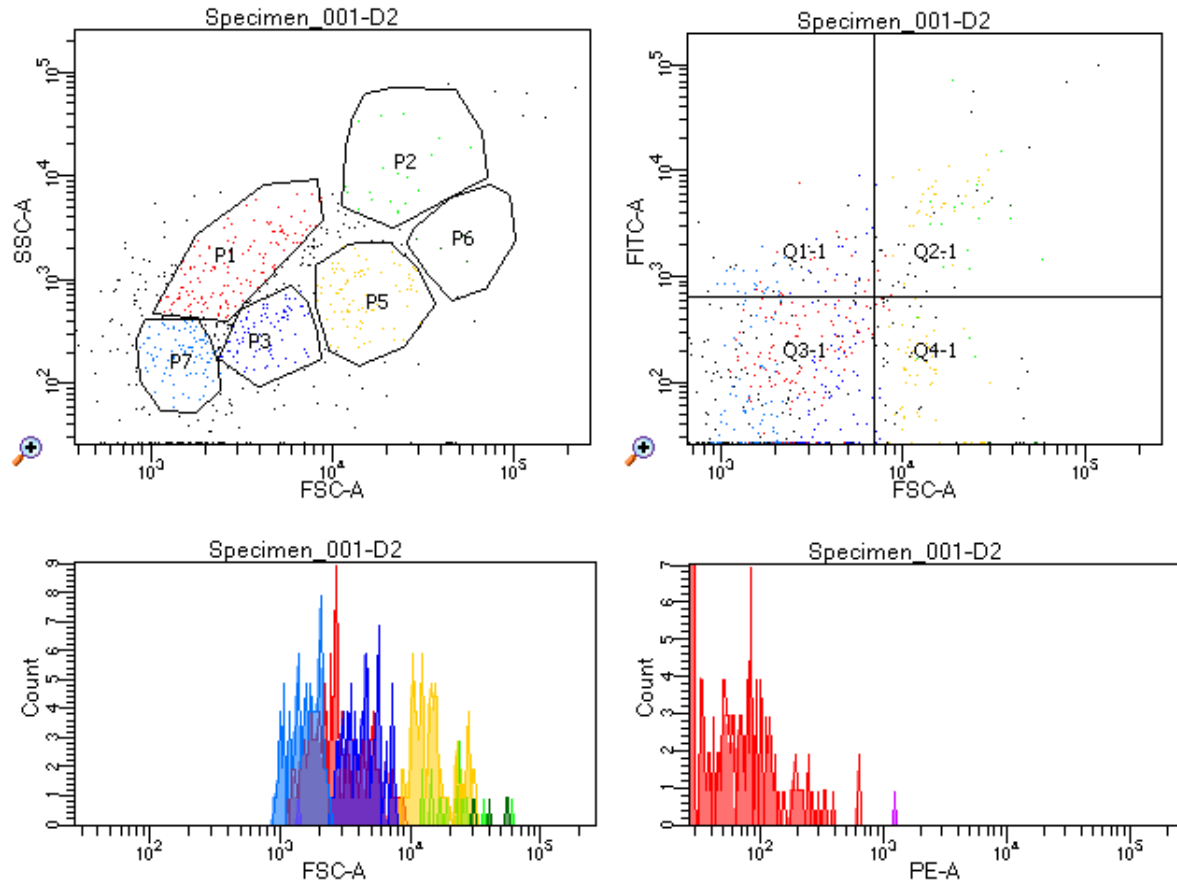 Specimen_001-D2
SSC-A
10^5
10^4
10^3
10^2
P1
P2
P3
P5
P6
P7
10^3
10^4
10^5
FSC-A
Specimen_001-D2
FITC-A
10^5
10^4
10^3
10^2
Q1-1
Q2-1
Q3-1
Q4-1
10^3
10^4
10^5
FSC-A
Specimen_001-D2
Count
9
8
7
6
5
4
3
2
1
0
10^2
10^3
10^4
10^5
FSC-A
Specimen_001-D2
Count
7
6
5
4
3
2
1
0
10^2
10^3
10^4
10^5
PE-A